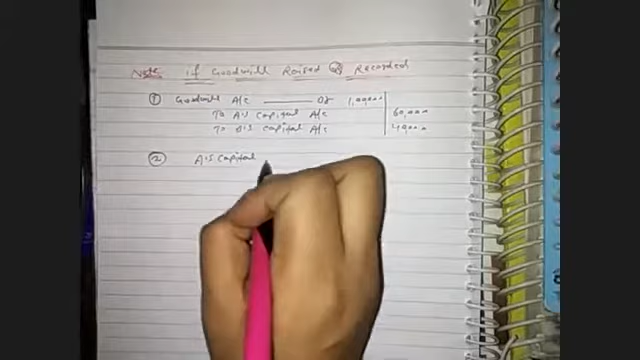 Note if Goodwill Raised or Recorded
① Goodwill A/c ——— Dr 1,00,000
To A's Capital A/c 60,000
To B's Capital A/c 40,000
② A's Capital